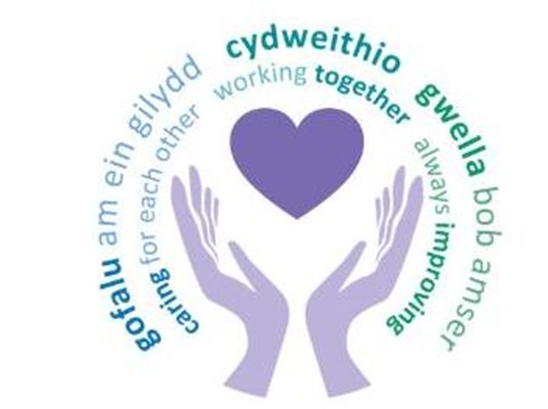 gofalu am ein gilydd
caring for each other
cydweithio
working together
gwella bob amser
always improving